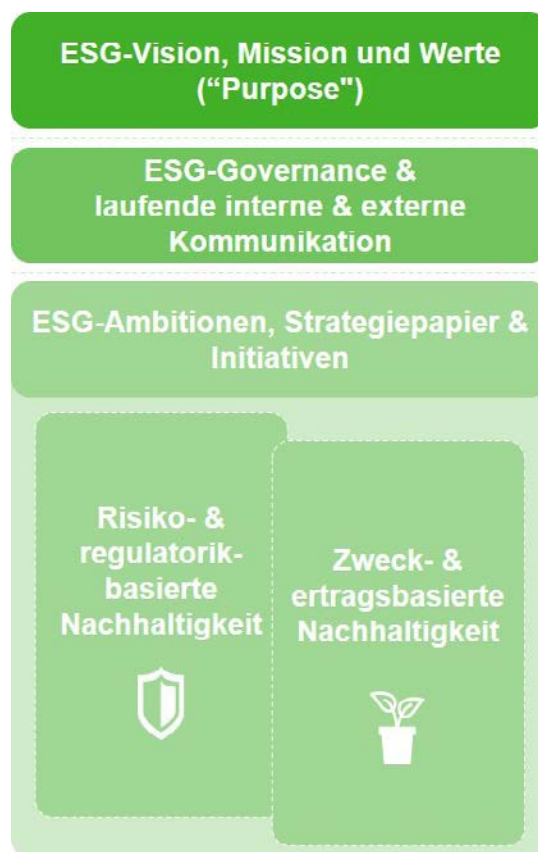 ESG-Vision, Mission und Werte
(“Purpose")
ESG-Governance &
laufende interne & externe
Kommunikation
ESG-Ambitionen, Strategiepapier &
Initiativen
Risiko- &
regulatorik-
basierte
Nachhaltigkeit
Zweck- &
ertragsbasierte
Nachhaltigkeit